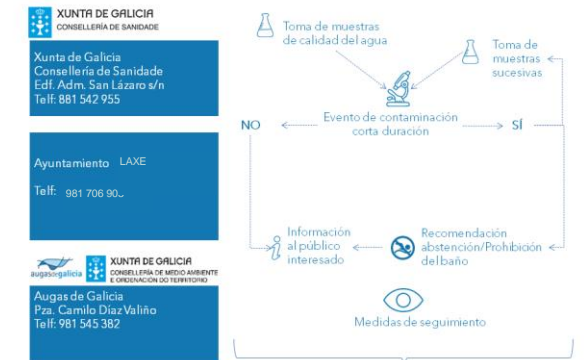 XUNTA DE GALICIA
CONSELLERÍA DE SANIDADE
Xunta de Galicia
Consellería de Sanidade
Edf. Adm. San Lázaro s/n
Telf: 881 542 955
Ayuntamiento LAXE
Telf: 981 706 90
augas de galicia
XUNTA DE GALICIA
CONSELLERÍA DE MEDIO AMBIENTE
E ORDENACIÓN DO TERRITORIO
Augas de Galicia
Pza. Camilo Díaz Valiño
Telf: 981 545 382
Toma de muestras
de calidad del agua
Toma de
muestras
sucesivas
Evento de contaminación
corta duración
NO
SÍ
Información
al público
interesado
Recomendación
abstención/Prohibición
del baño
Medidas de seguimiento